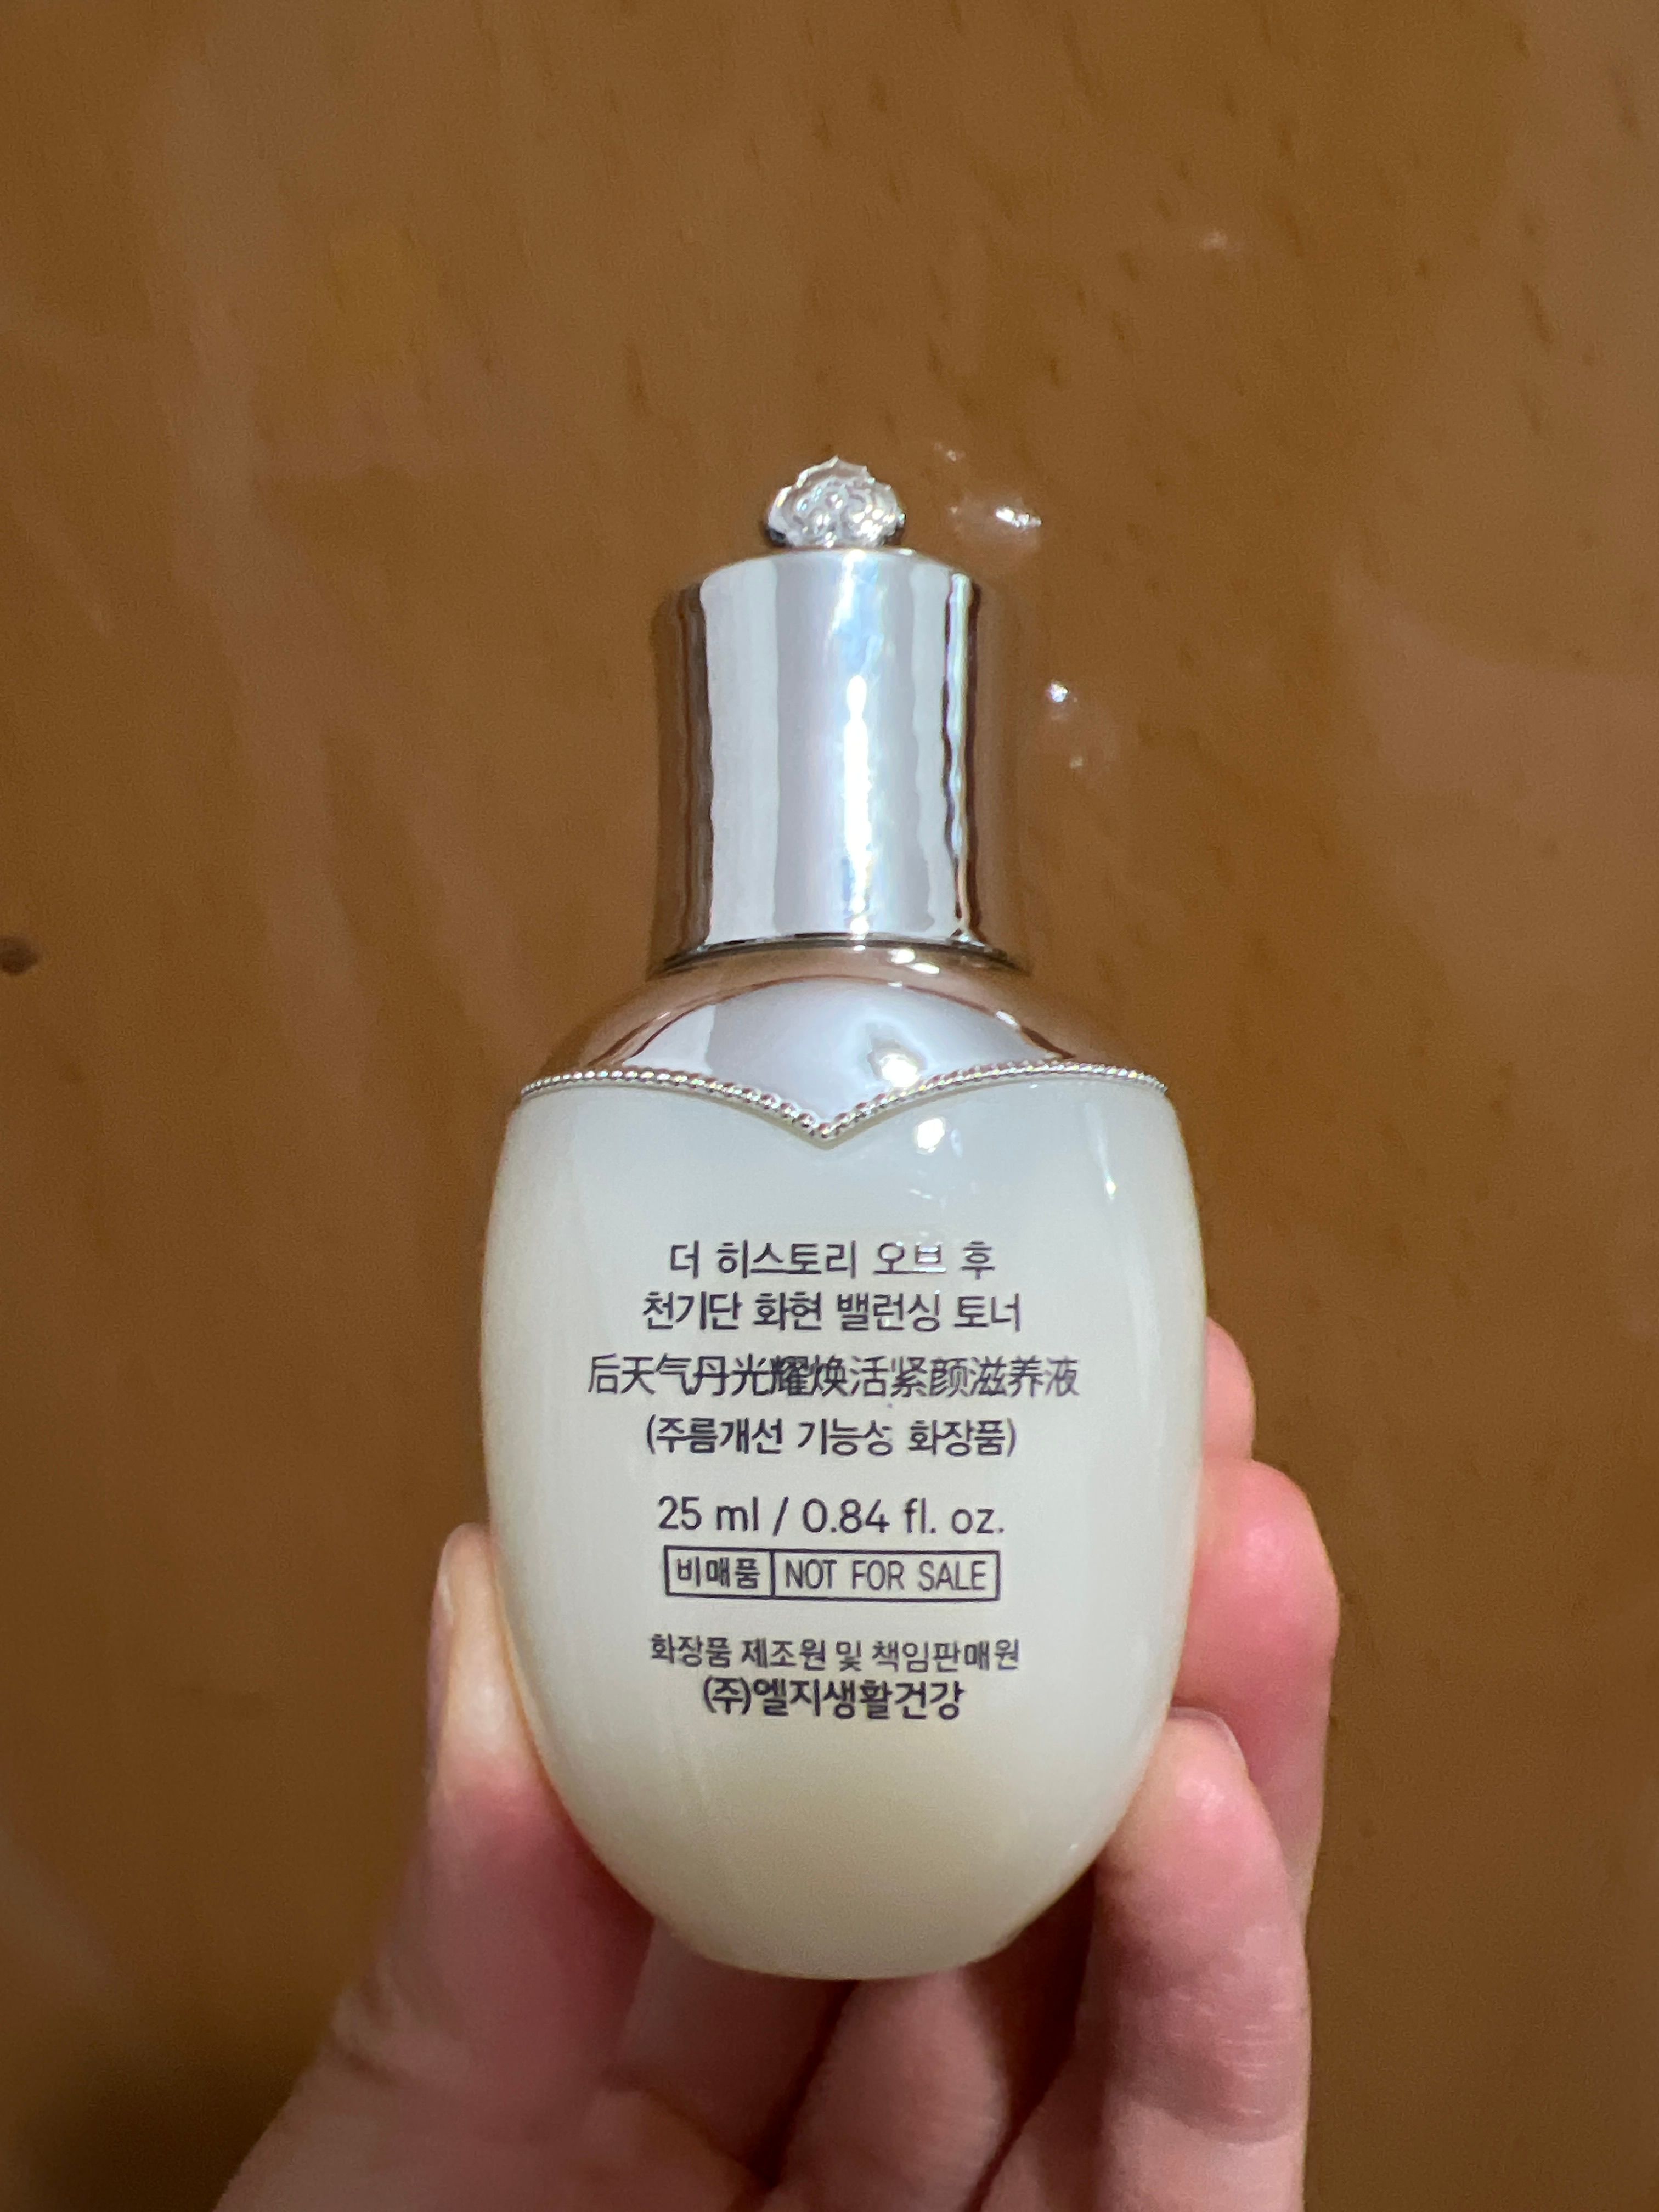 더 히스토리 오브 후
천기단 화현 밸런싱 토너
后天气丹光耀焕活紧颜滋养液
(주름개선 기능성 화장품)
25 ml / 0.84 fl. oz.
비매품 NOT FOR SALE
화장품 제조원 및 책임판매원
(주)엘지생활건강